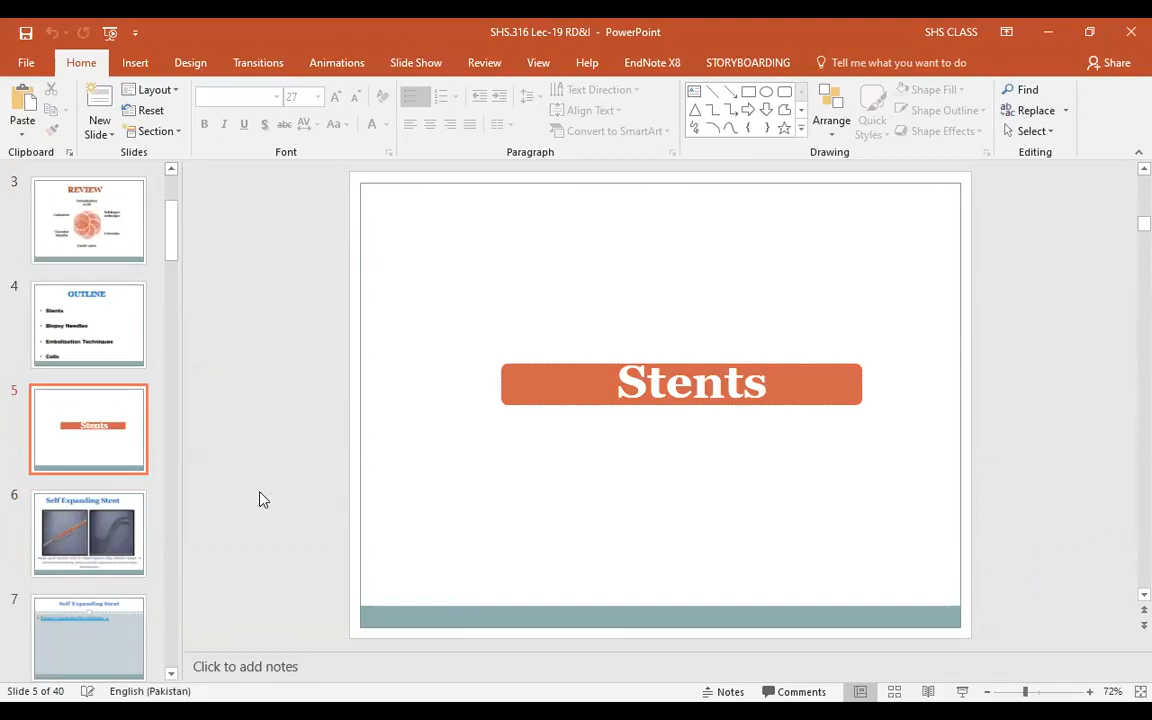 SHS.316 Lec-19 RD&I - PowerPoint
SHS CLASS
File Home Insert Design Transitions Animations Slide Show Review View Help EndNote X8 STORYBOARDING Tell me what you want to do Share
Paste
Clipboard
New Slide
Layout
Reset
Section
Slides
27
B I U S abc AV Aa A
Font
Text Direction
Align Text
Convert to SmartArt
Paragraph
Arrange
Quick Styles
Shape Fill
Shape Outline
Shape Effects
Drawing
Find
Replace
Select
Editing
3
REVIEW
4
OUTLINE
Stents
Biopsy Needles
Embolization Techniques
Coils
5
Stents
6
Self Expanding Stent
7
Self Expanding Stent
Stents
Click to add notes
Slide 5 of 40 English (Pakistan) Notes Comments 72%